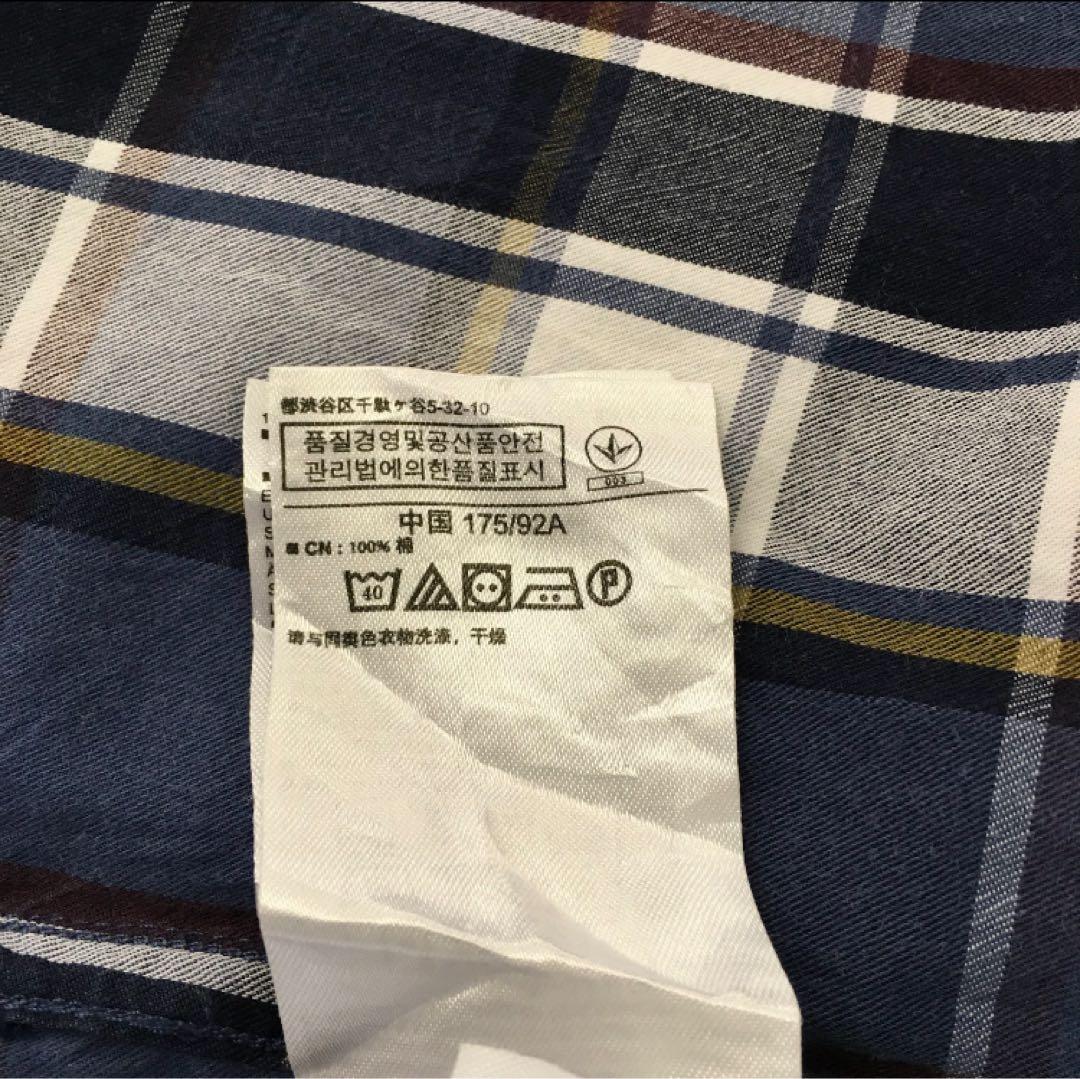 都渋谷区千駄ヶ谷5-32-10
품질경영및공산품안전
관리법에의한품질표시
003
中国 175/92A
■ CN : 100% 棉
40
P
请与同类色衣物洗涤，干燥
E
U
S
M
A
S